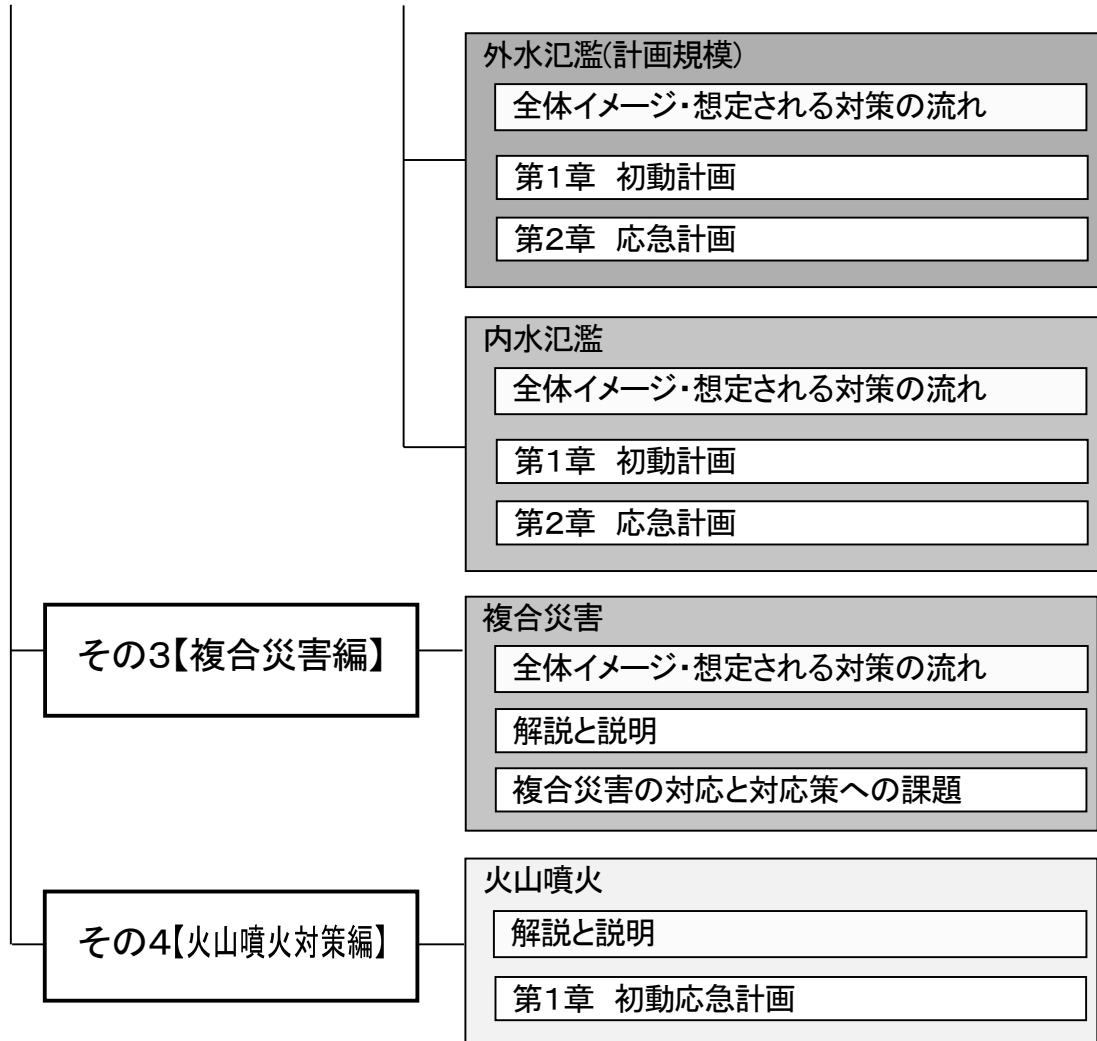 外水氾濫(計画規模)
全体イメージ・想定される対策の流れ
第1章　初動計画
第2章　応急計画
内水氾濫
全体イメージ・想定される対策の流れ
第1章　初動計画
第2章　応急計画
その3【複合災害編】
複合災害
全体イメージ・想定される対策の流れ
解説と説明
複合災害の対応と対応策への課題
その4【火山噴火対策編】
火山噴火
解説と説明
第1章　初動応急計画